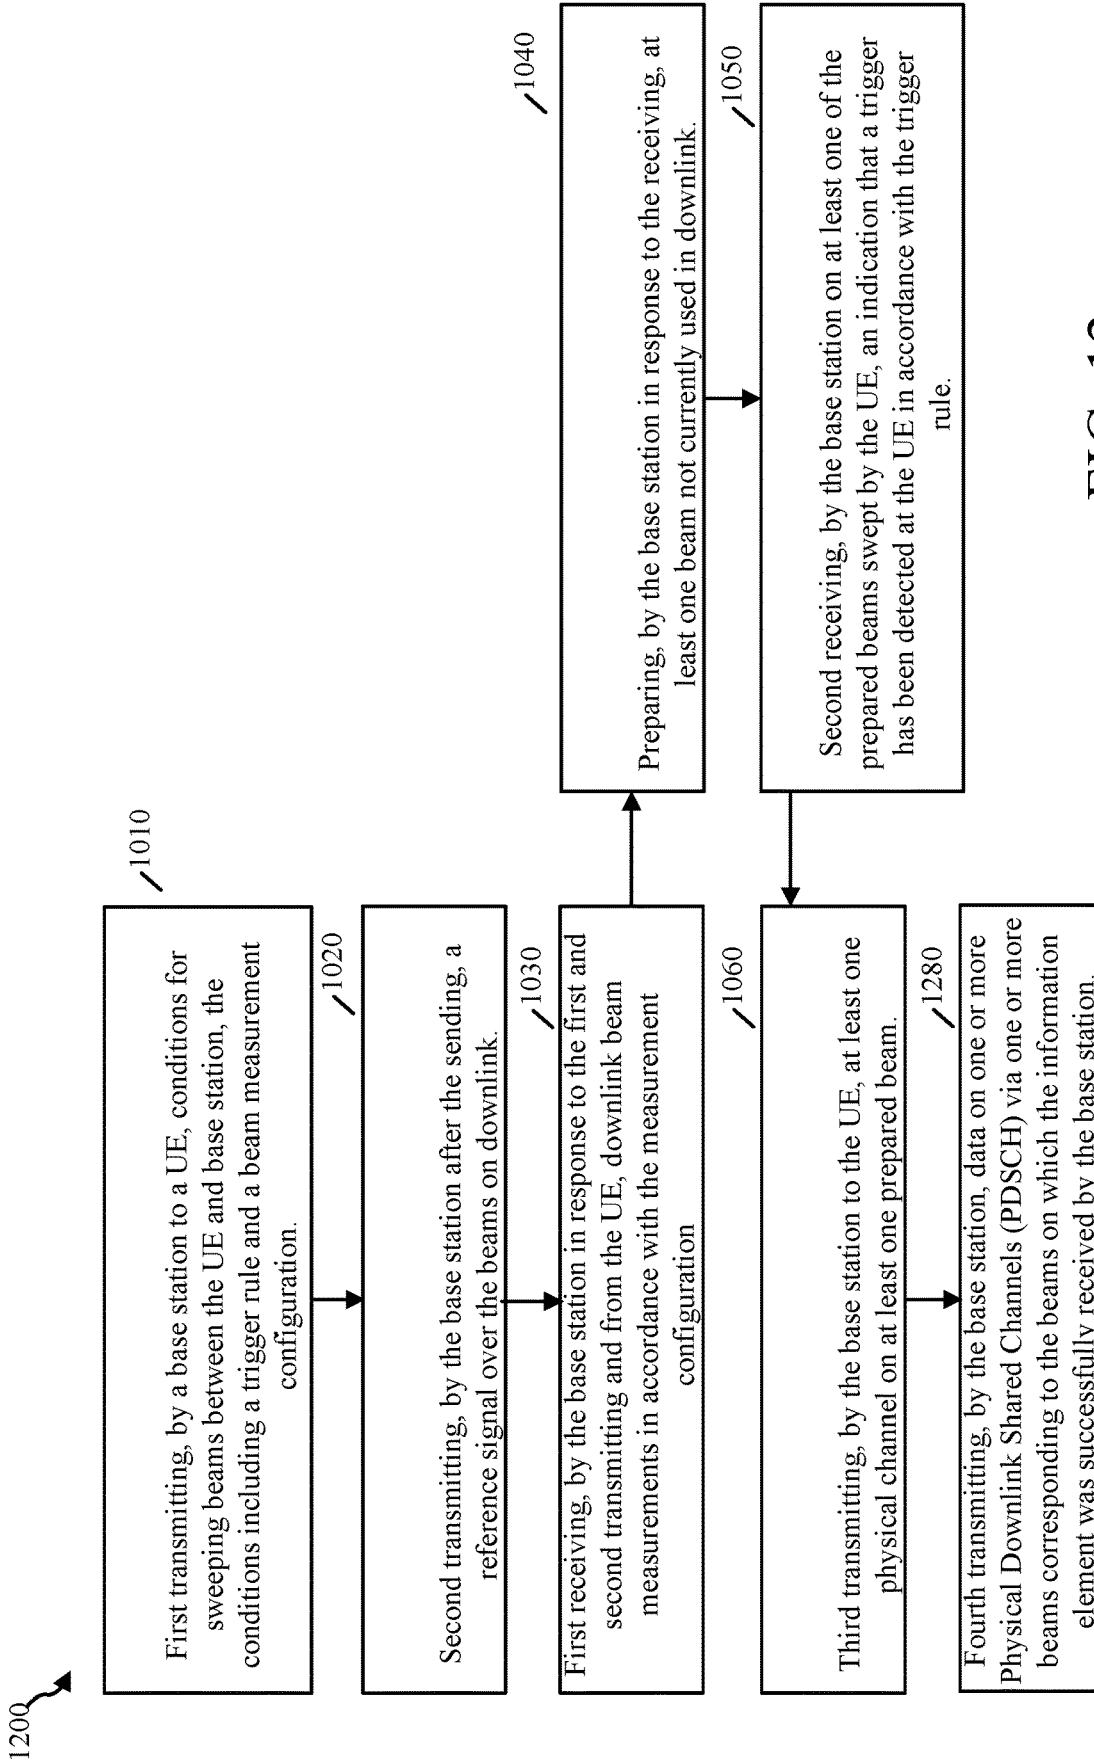 1200
1010
First transmitting, by a base station to a UE, conditions for
sweeping beams between the UE and base station, the
conditions including a trigger rule and a beam measurement
configuration.
1020
Second transmitting, by the base station after the sending, a
reference signal over the beams on downlink.
1030
First receiving, by the base station in response to the first and
second transmitting and from the UE, downlink beam
measurements in accordance with the measurement
configuration
1040
Preparing, by the base station in response to the receiving, at
least one beam not currently used in downlink.
1050
Second receiving, by the base station on at least one of the
prepared beams swept by the UE, an indication that a trigger
has been detected at the UE in accordance with the trigger
rule.
1060
Third transmitting, by the base station to the UE, at least one
physical channel on at least one prepared beam.
1280
Fourth transmitting, by the base station, data on one or more
Physical Downlink Shared Channels (PDSCH) via one or more
beams corresponding to the beams on which the information
element was successfully received by the base station.